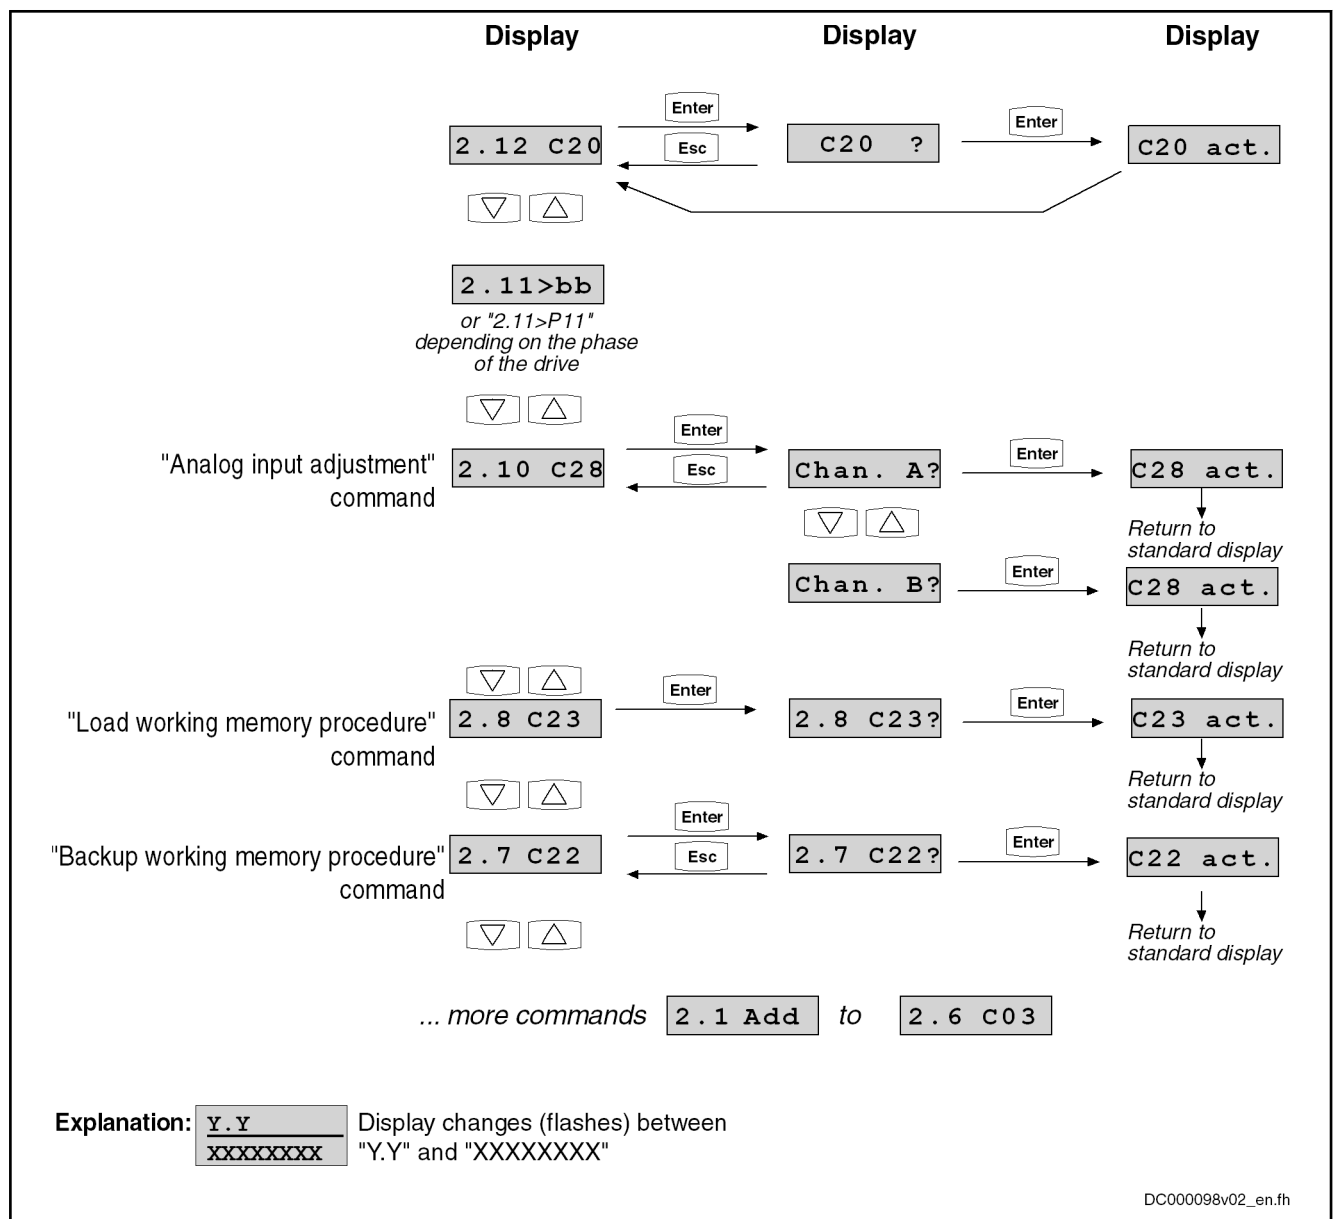 Display Display Display
Enter
Enter
2.12 C20 Esc C20 ? C20 act.
2.11>bb
or "2.11>P11"
depending on the phase
of the drive
Enter
Enter
"Analog input adjustment" 2.10 C28 Esc Chan. A? C28 act.
command
Return to
standard display
Enter
Chan. B? C28 act.
Return to
standard display
Enter Enter
"Load working memory procedure" 2.8 C23 2.8 C23? C23 act.
command
Return to
standard display
Enter
Enter
"Backup working memory procedure" 2.7 C22 Esc 2.7 C22? C22 act.
command
Return to
standard display
... more commands 2.1 Add to 2.6 C03
Explanation: Y.Y Display changes (flashes) between
XXXXXXXX "Y.Y" and "XXXXXXXX"
DC000098v02_en.fh